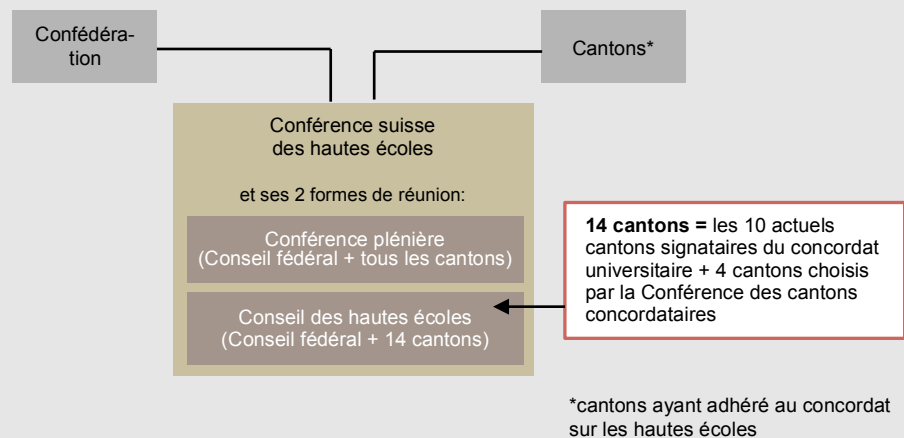 Confédéra-
tion
Cantons*
Conférence suisse
des hautes écoles
et ses 2 formes de réunion:
Conférence plénière
(Conseil fédéral + tous les cantons)
Conseil des hautes écoles
(Conseil fédéral + 14 cantons)
14 cantons = les 10 actuels
cantons signataires du concordat
universitaire + 4 cantons choisis
par la Conférence des cantons
concordataires
*cantons ayant adhéré au concordat
sur les hautes écoles